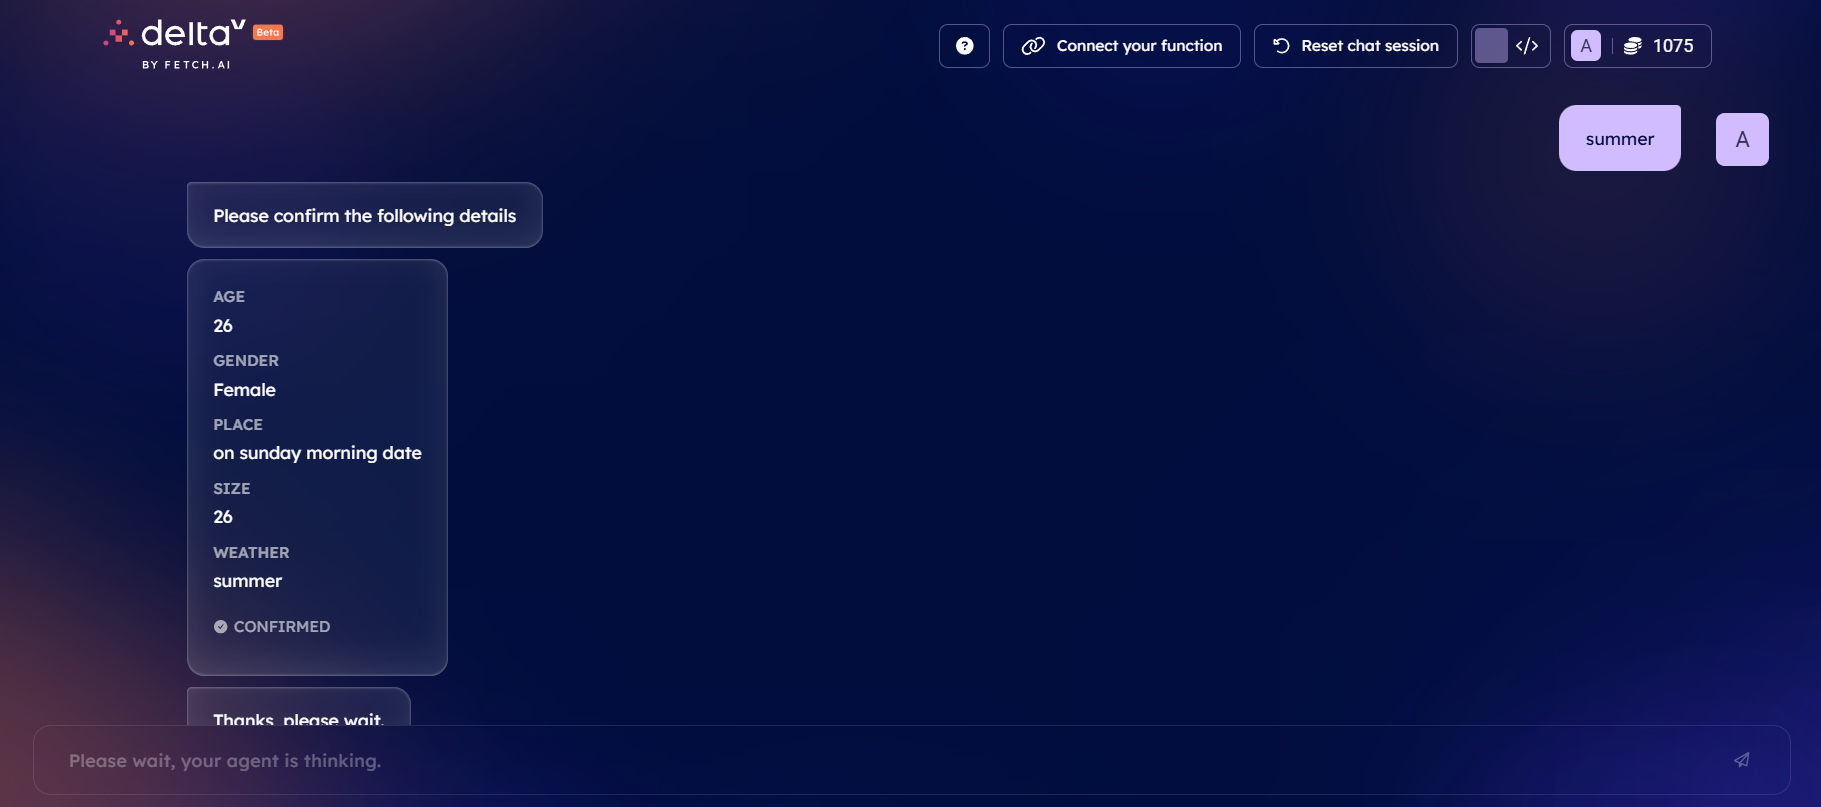 deltaV Beta
BY FETCH.AI
? Connect your function Reset chat session </> A 1075
summer
A
Please confirm the following details
AGE
26
GENDER
Female
PLACE
on sunday morning date
SIZE
26
WEATHER
summer
CONFIRMED
Thanks, please wait.
Please wait, your agent is thinking.